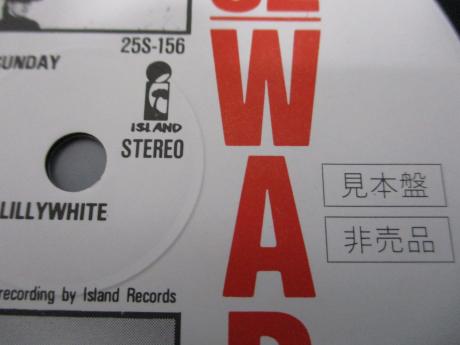 25S-156
SUNDAY
ISLAND
STEREO
LILLYWHITE
recording by Island Records
WAR
見本盤
非売品